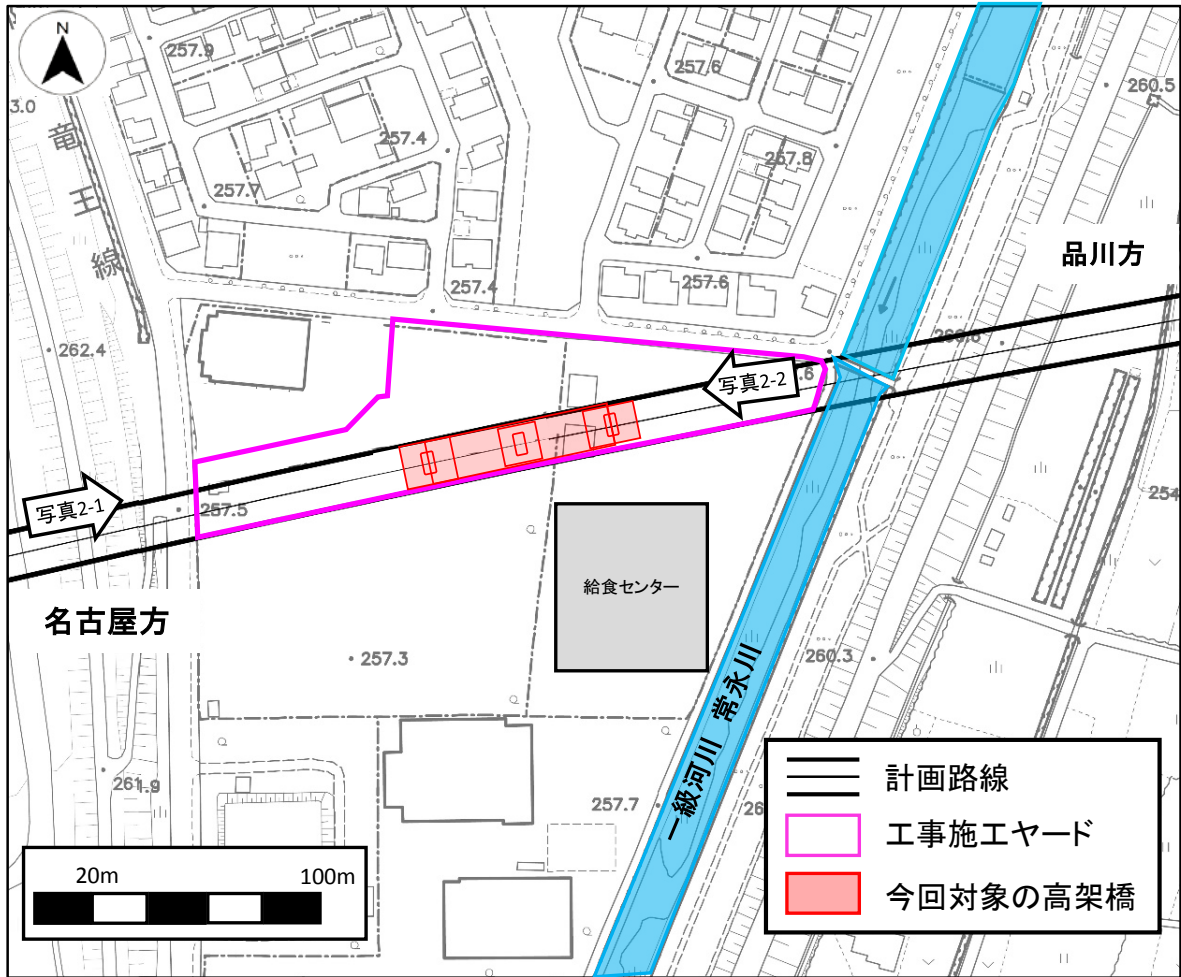 N
257.9
257.6
260.5
3.0
竜王線
257.4
257.8
257.7
品川方
257.4
257.6
262.4
写真2-2
写真2-1
257.5
給食センター
名古屋方
257.3
260.3
一級河川 常永川
261.9
257.7
計画路線
工事施工ヤード
今回対象の高架橋
20m
100m